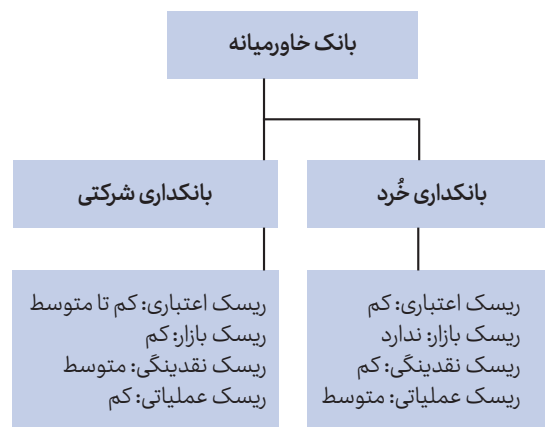 بانک خاورمیانه
بانکداری خُرد
بانکداری شرکتی
ریسک اعتباری: کم
ریسک بازار: ندارد
ریسک نقدینگی: کم
ریسک عملیاتی: متوسط
ریسک اعتباری: کم تا متوسط
ریسک بازار: کم
ریسک نقدینگی: متوسط
ریسک عملیاتی: کم